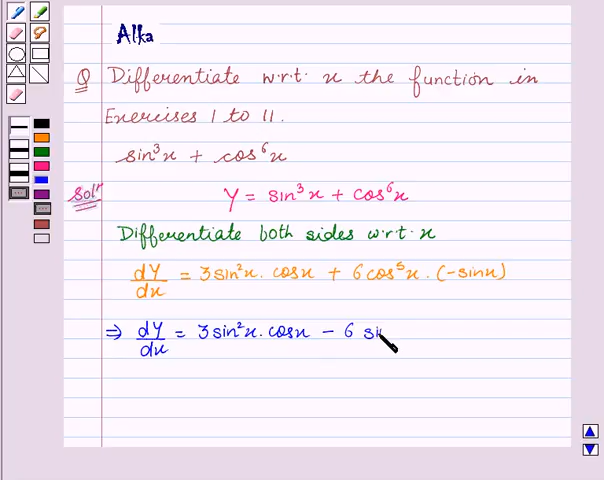 Alka
Q Differentiate w.r.t. x the function in
Exercises 1 to 11.
sin³x + cos⁶x
Solⁿ Y = sin³x + cos⁶x
Differentiate both sides w.r.t x
dY/dx = 3sin²x. cosx + 6cos⁵x. (-sinx)
⇒ dY/dx = 3sin²x. cosx - 6 si